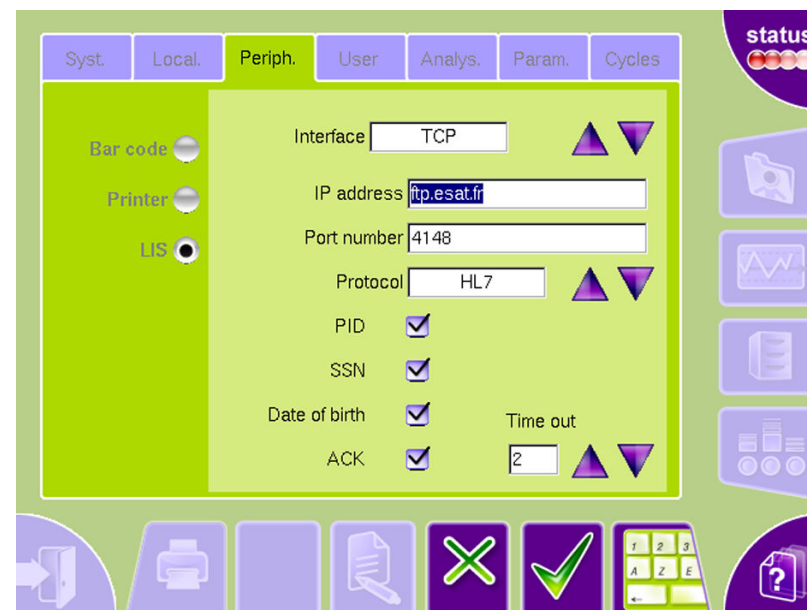 status
Syst. Local. Periph. User Analys. Param. Cycles
Interface TCP
Bar code
IP address ftp.esat.fr
Printer
Port number 4148
LIS
Protocol HL7
PID
SSN
Date of birth
Time out
ACK
2
1 2 3
A Z E
?